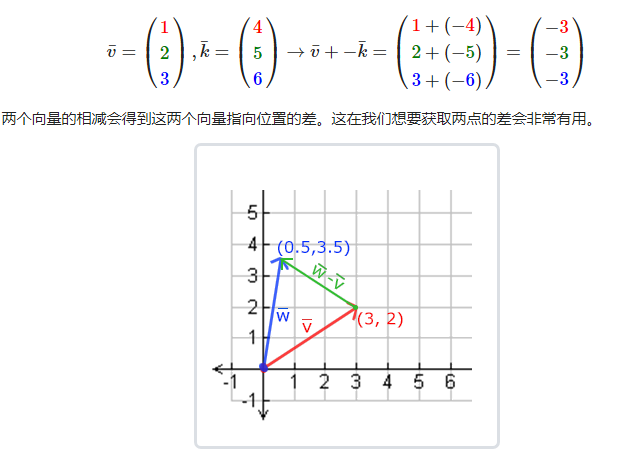 v̄ = (1 2 3), k̄ = (4 5 6) → v̄ + −k̄ = (1 + (−4) 2 + (−5) 3 + (−6)) = (−3 −3 −3)
两个向量的相减会得到这两个向量指向位置的差。这在我们想要获取两点的差会非常有用。
5
4
(0.5,3.5)
3
w̄-v̄
2
w̄
v̄
(3, 2)
1
-1 1 2 3 4 5 6
-1